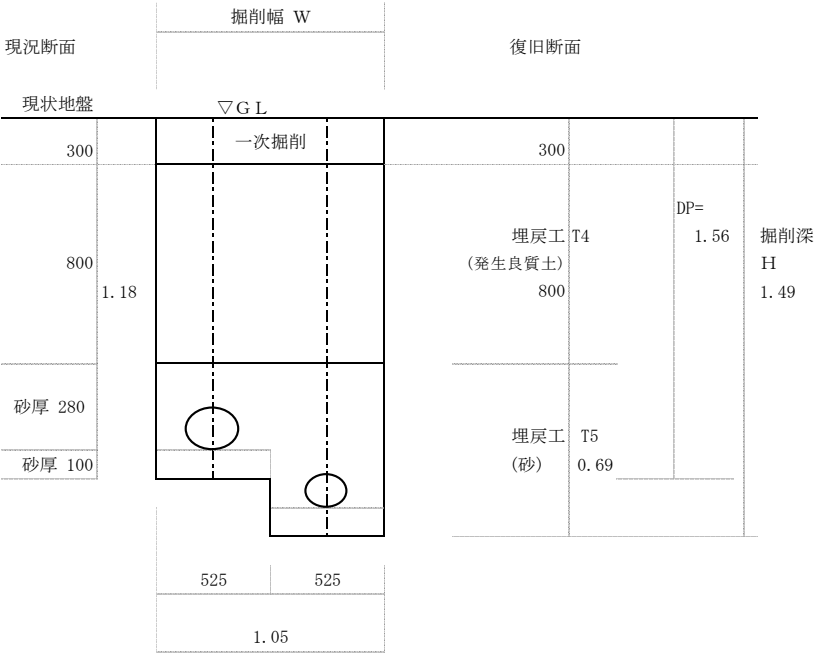 掘削幅 W
現況断面
復旧断面
現状地盤
▽ＧＬ
一次掘削
300
300
DP=
1.56
埋戻工 T4
(発生良質土)
800
掘削深
Ｈ
1.49
800
1.18
砂厚 280
砂厚 100
埋戻工 T5
(砂) 0.69
525
525
1.05